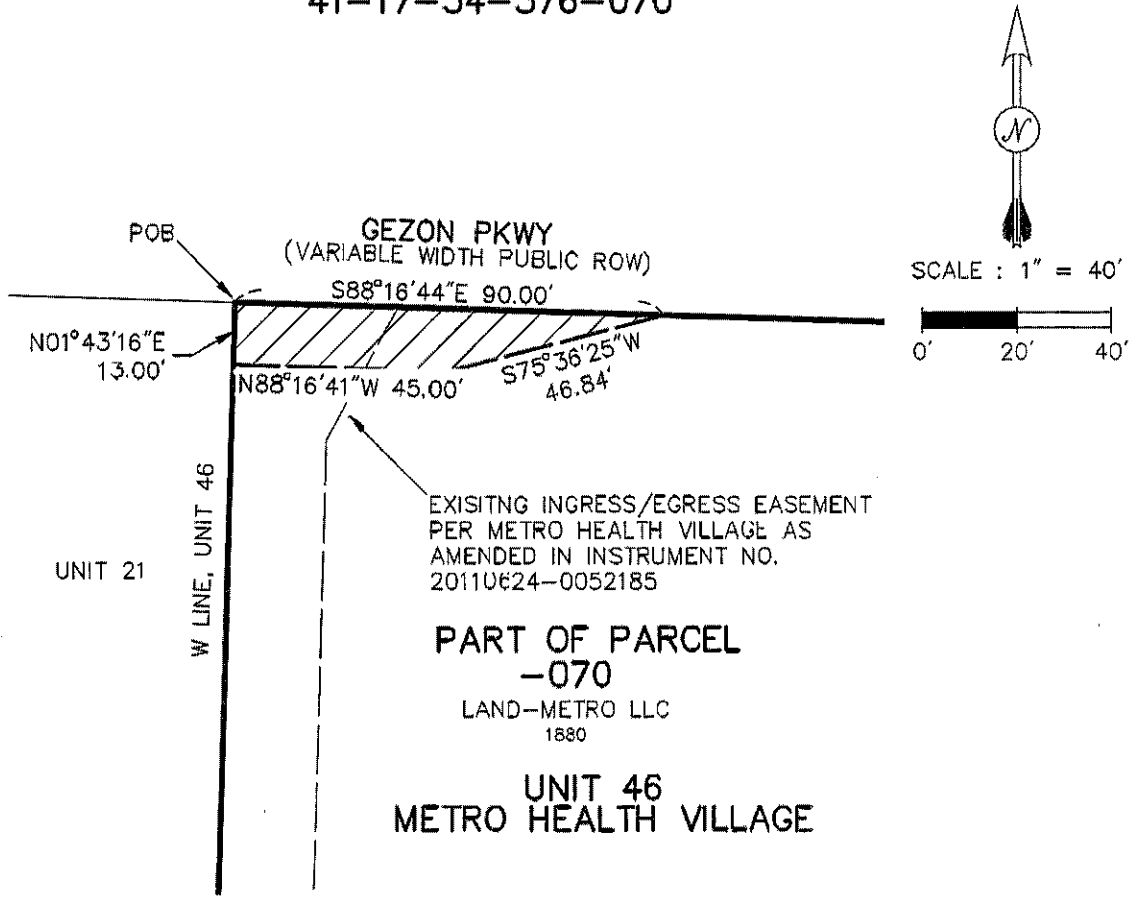 41-17-34-376-070
N
POB
GEZON PKWY
(VARIABLE WIDTH PUBLIC ROW)
SCALE : 1" = 40'
S88°16'44"E 90.00'
0' 20' 40'
N01°43'16"E
13.00'
S75°36'25"W
46.84'
N88°16'41"W 45.00'
W LINE, UNIT 46
UNIT 21
EXISITNG INGRESS/EGRESS EASEMENT
PER METRO HEALTH VILLAGE AS
AMENDED IN INSTRUMENT NO.
20110624-0052185
PART OF PARCEL
-070
LAND-METRO LLC
1880
UNIT 46
METRO HEALTH VILLAGE